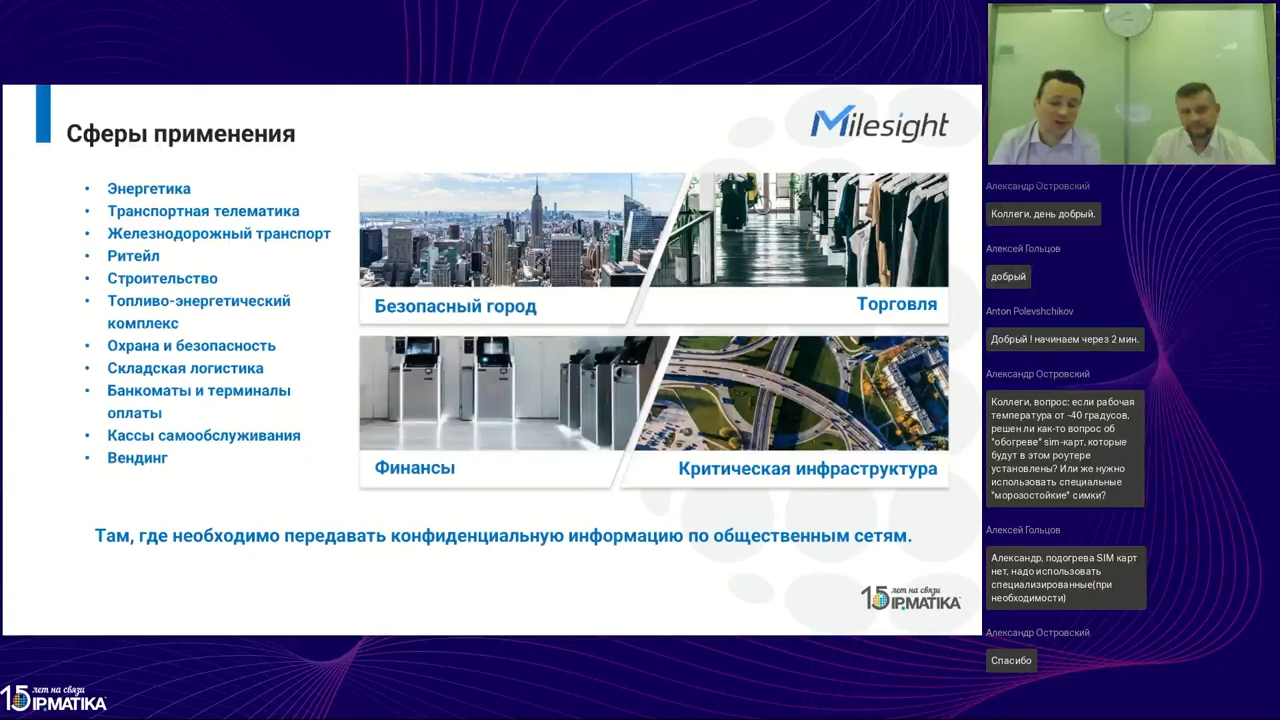 Сферы применения
Milesight
• Энергетика
• Транспортная телематика
• Железнодорожный транспорт
• Ритейл
• Строительство
• Топливо-энергетический
комплекс
• Охрана и безопасность
• Складская логистика
• Банкоматы и терминалы
оплаты
• Кассы самообслуживания
• Вендинг
Безопасный город
Торговля
Финансы
Критическая инфраструктура
Там, где необходимо передавать конфиденциальную информацию по общественным сетям.
15 лет на связи
IPMATIKA
15 лет на связи
IPMATIKA
Александр Островский
Коллеги, день добрый.
Алексей Гольцов
добрый
Anton Polevshchikov
Добрый ! начинаем через 2 мин.
Александр Островский
Коллеги, вопрос: если рабочая
температура от -40 градусов,
решен ли как-то вопрос об
"обогреве" sim-карт, которые
будут в этом роутере
установлены? Или же нужно
использовать специальные
"морозостойкие" симки?
Алексей Гольцов
Александр, подогрева SIM карт
нет, надо использовать
специализированные(при
необходимости)
Александр Островский
Спасибо